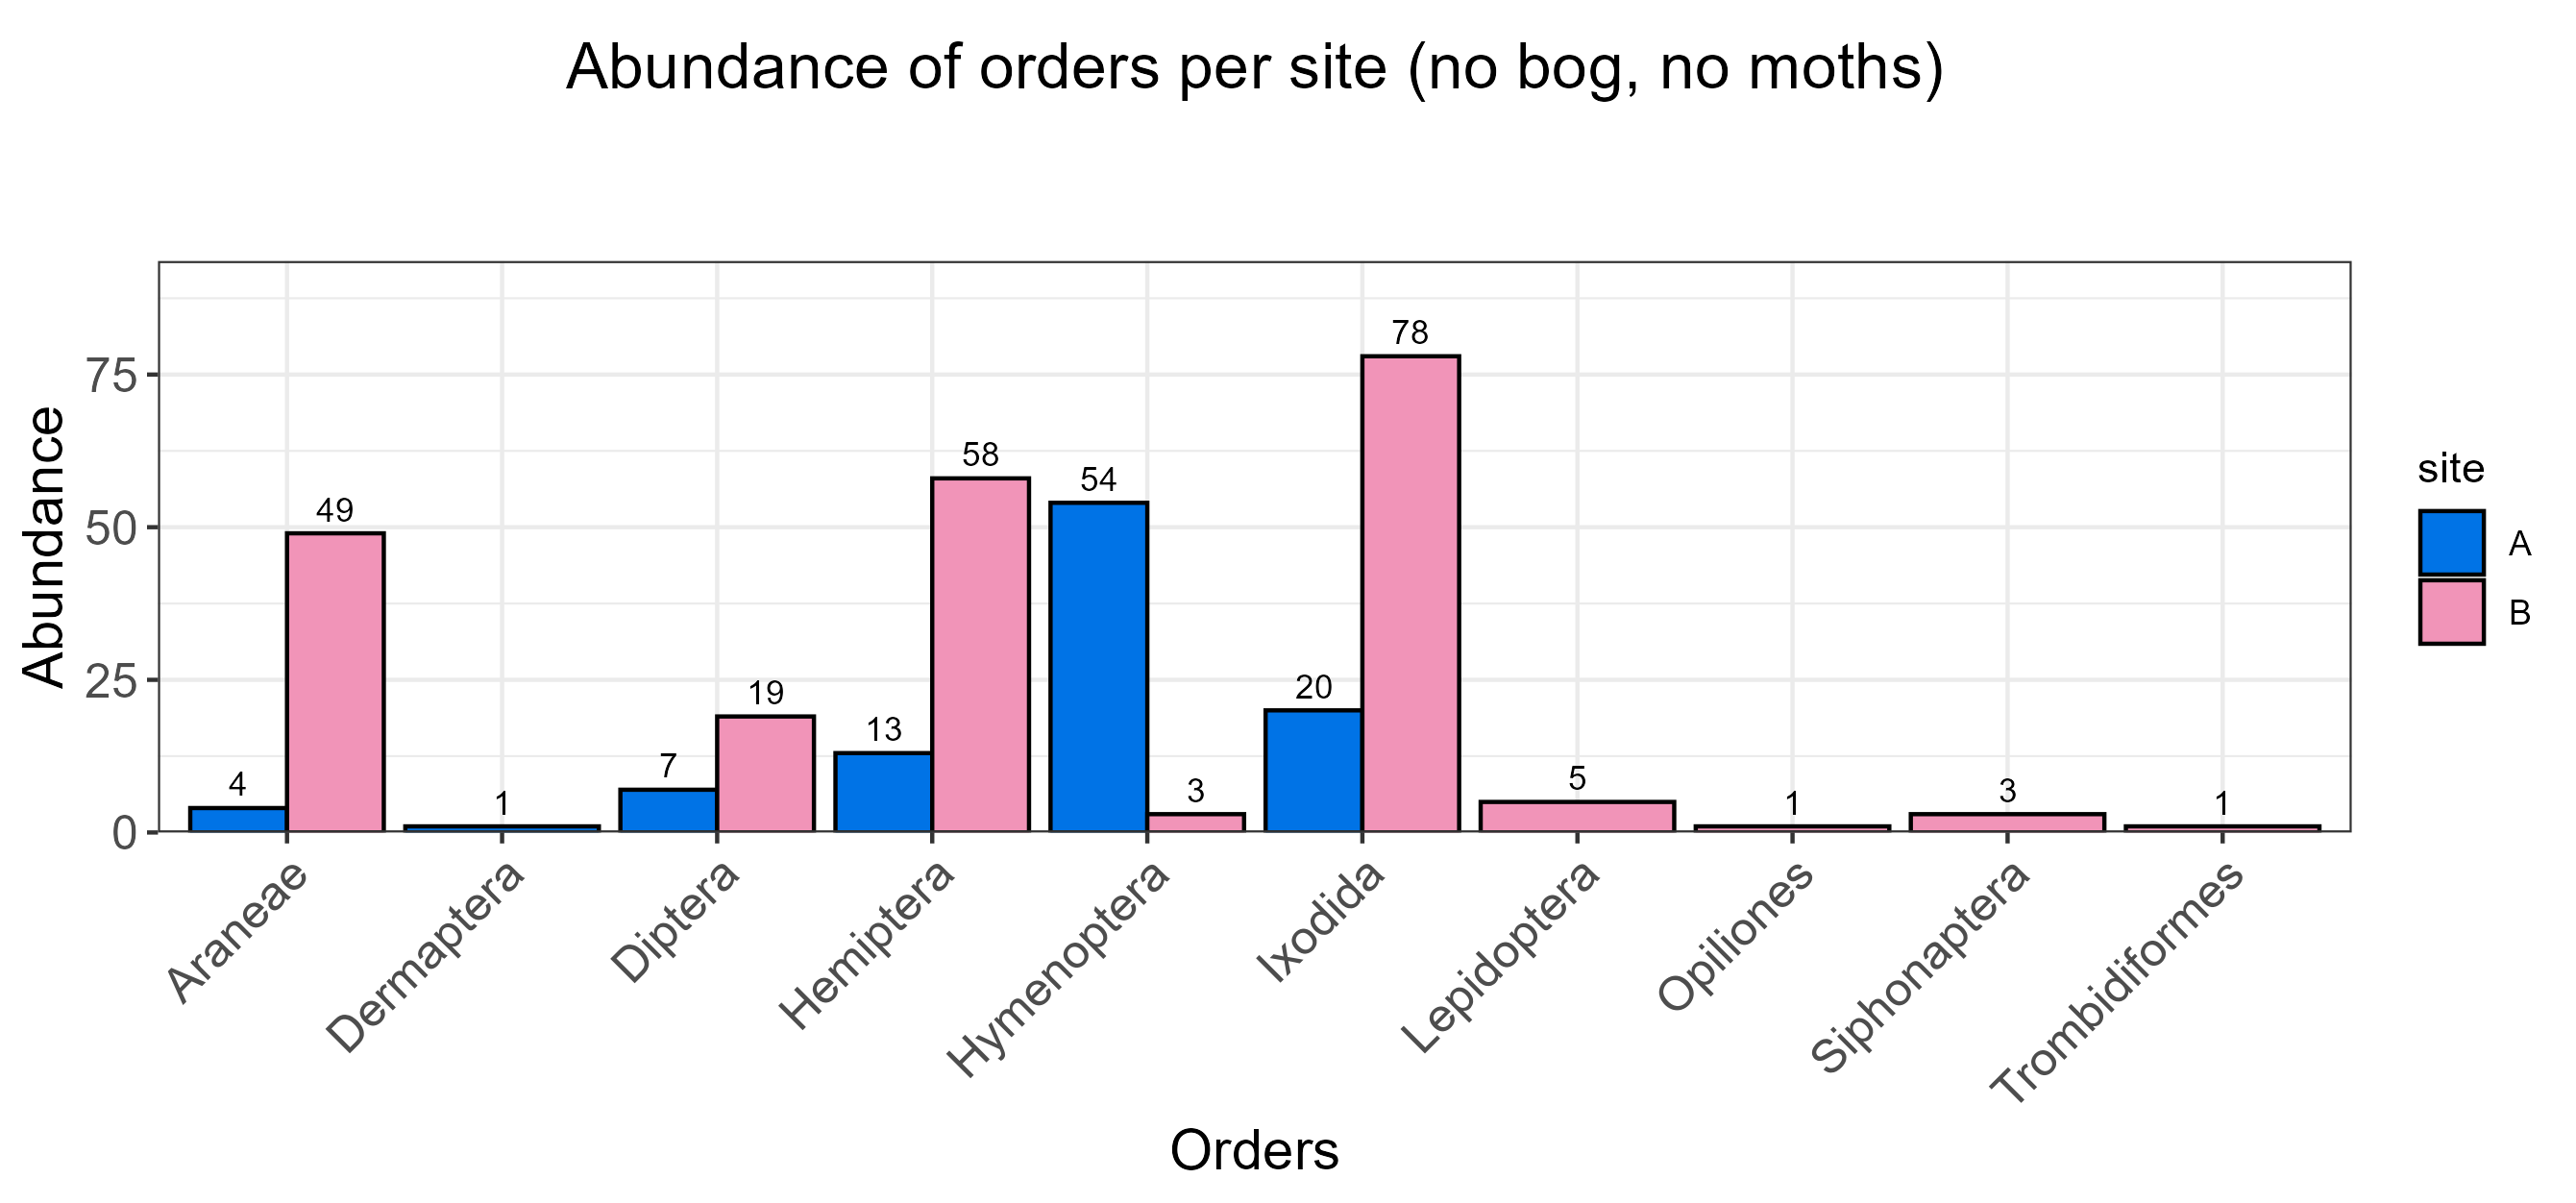 Abundance of orders per site (no bog, no moths)
Abundance
75
50
25
0
4
49
1
7
19
13
58
54
3
20
78
5
1
3
1
Araneae
Dermaptera
Diptera
Hemiptera
Hymenoptera
Ixodida
Lepidoptera
Opiliones
Siphonaptera
Trombidiformes
Orders
site
A
B